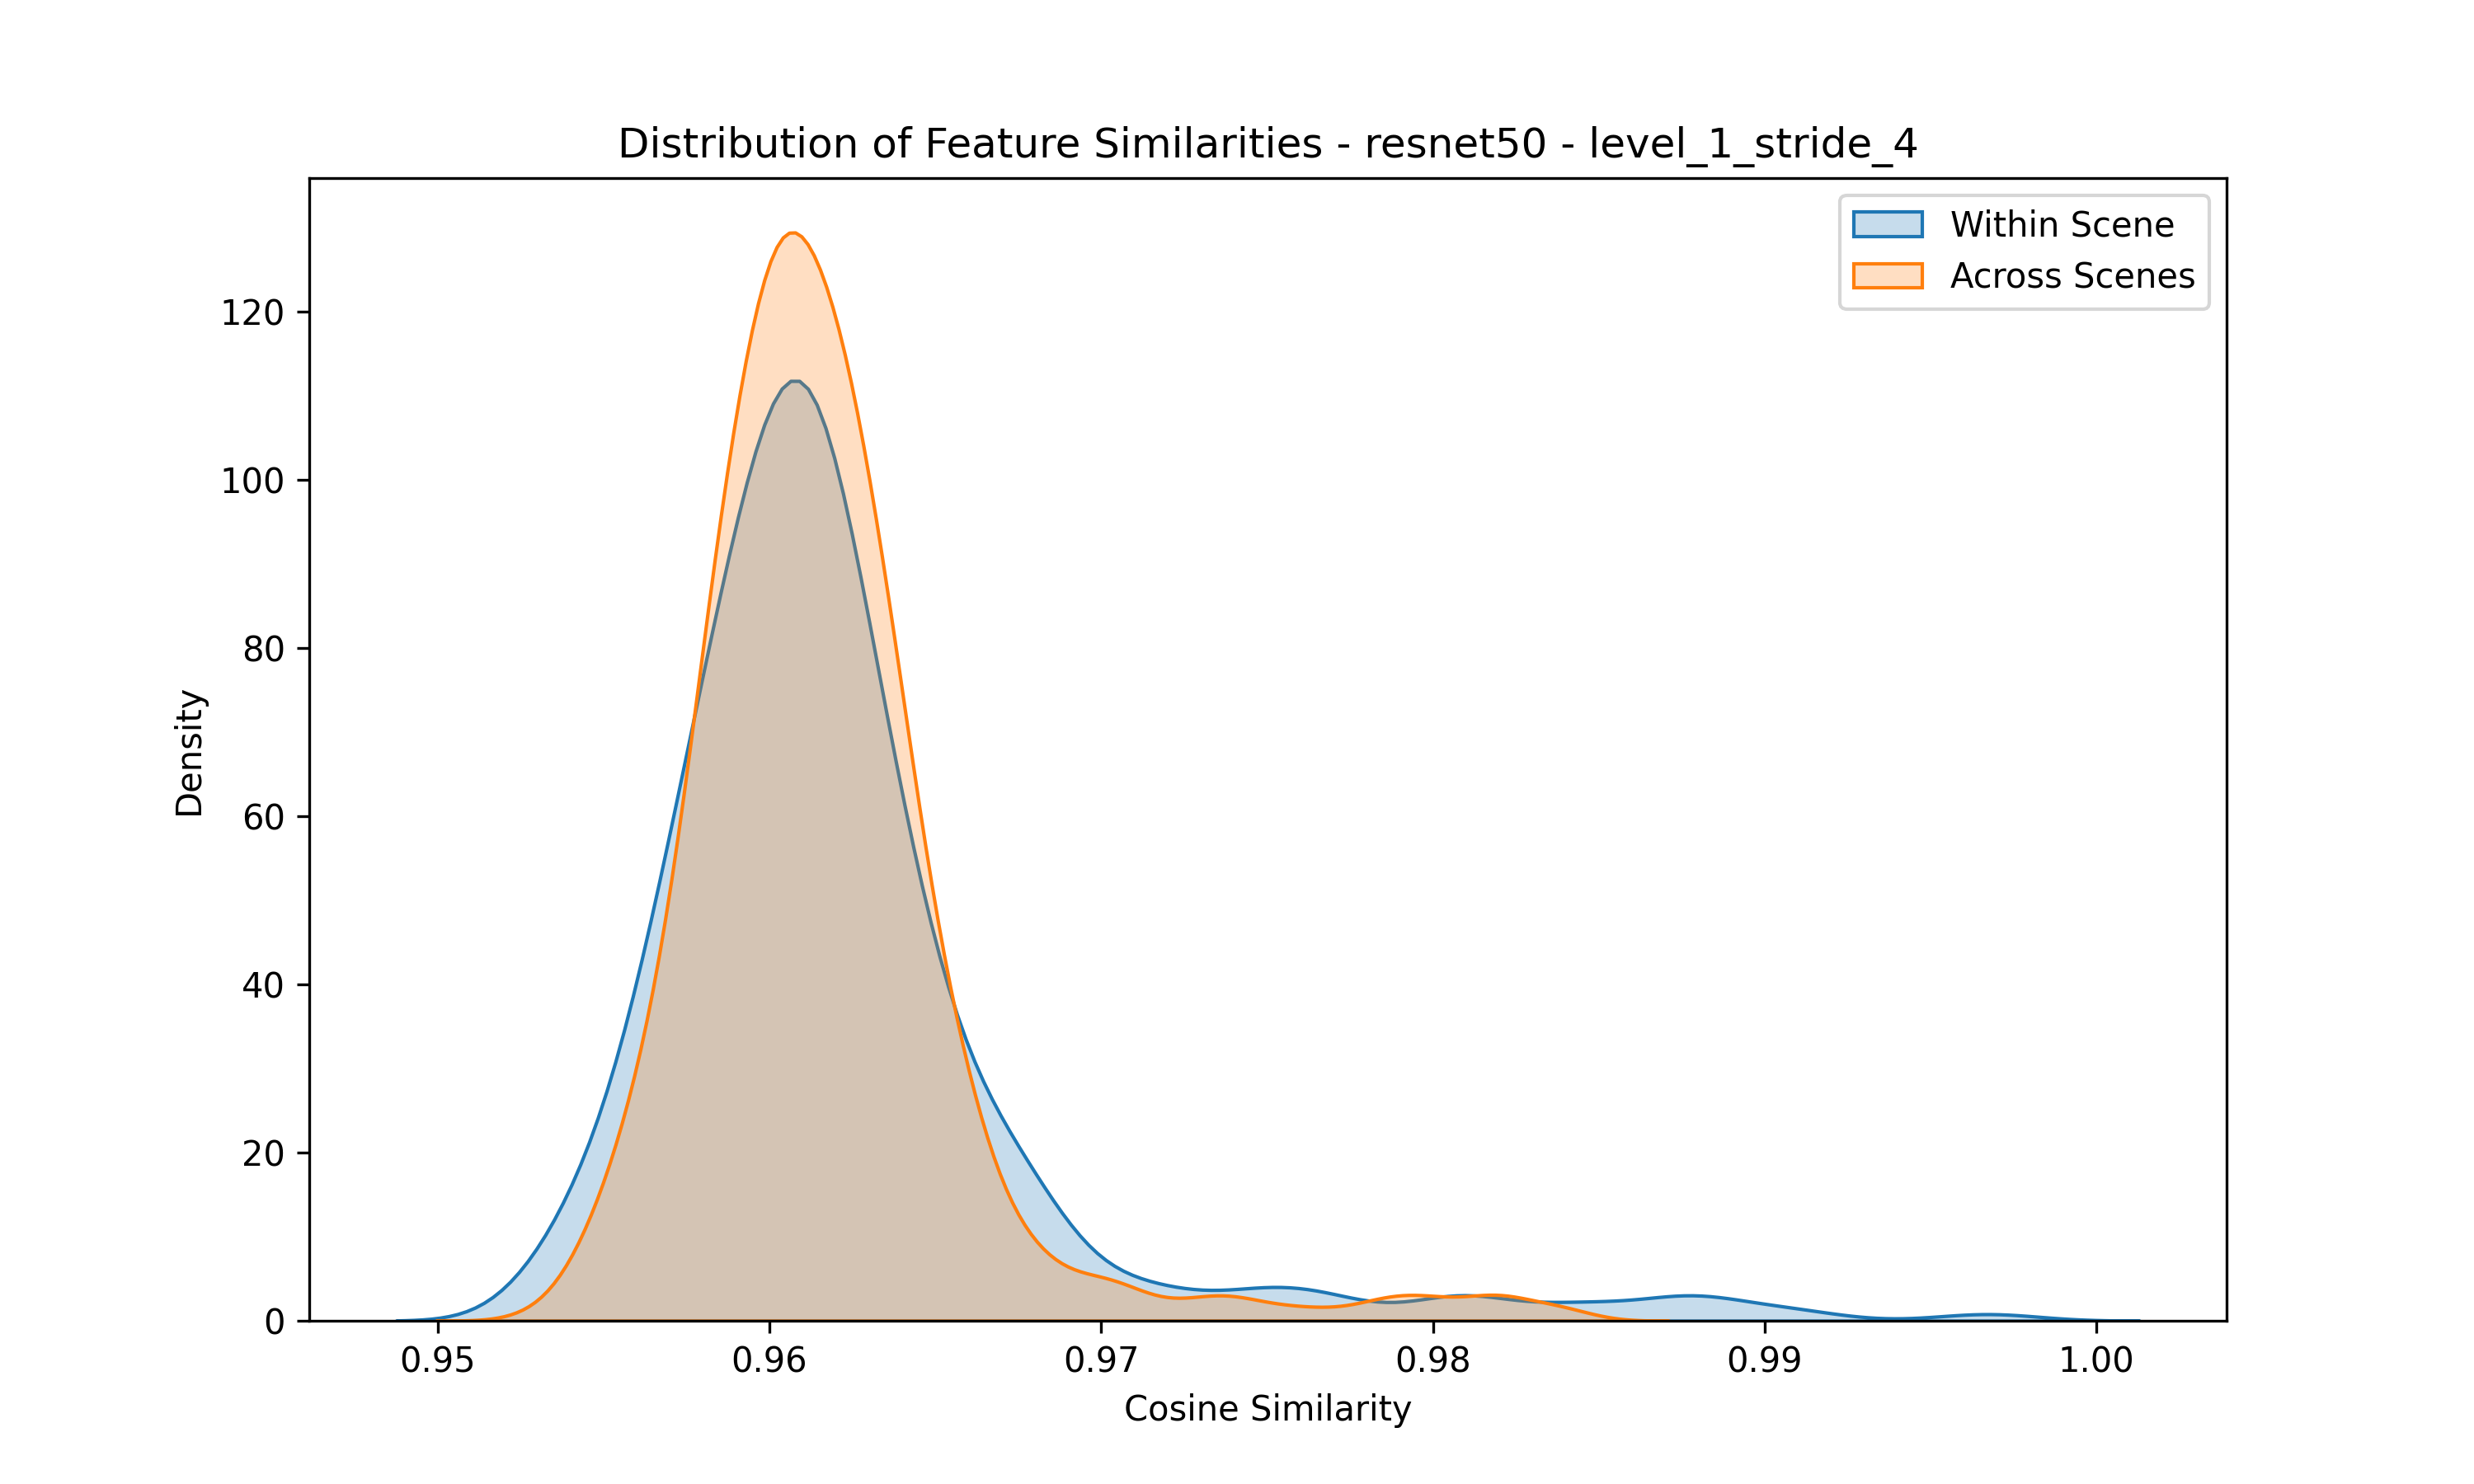 Distribution of Feature Similarities - resnet50 - level_1_stride_4
Within Scene
Across Scenes
120
100
80
60
40
20
0
Density
0.95 0.96 0.97 0.98 0.99 1.00
Cosine Similarity